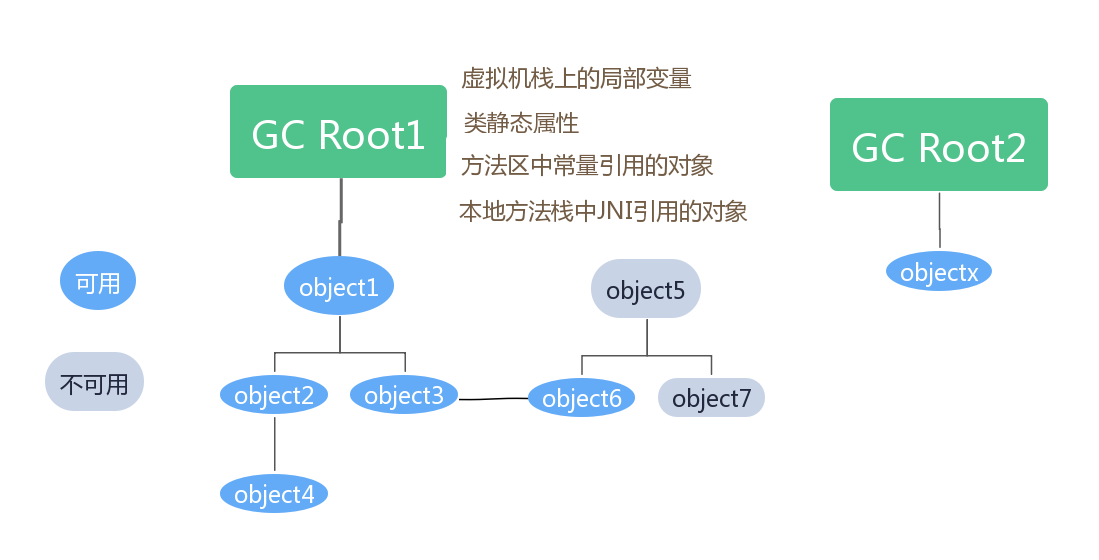 虚拟机栈上的局部变量
GC Root1
类静态属性
GC Root2
方法区中常量引用的对象
本地方法栈中JNI引用的对象
可用
object1
object5
objectx
不可用
object2
object3
object6
object7
object4